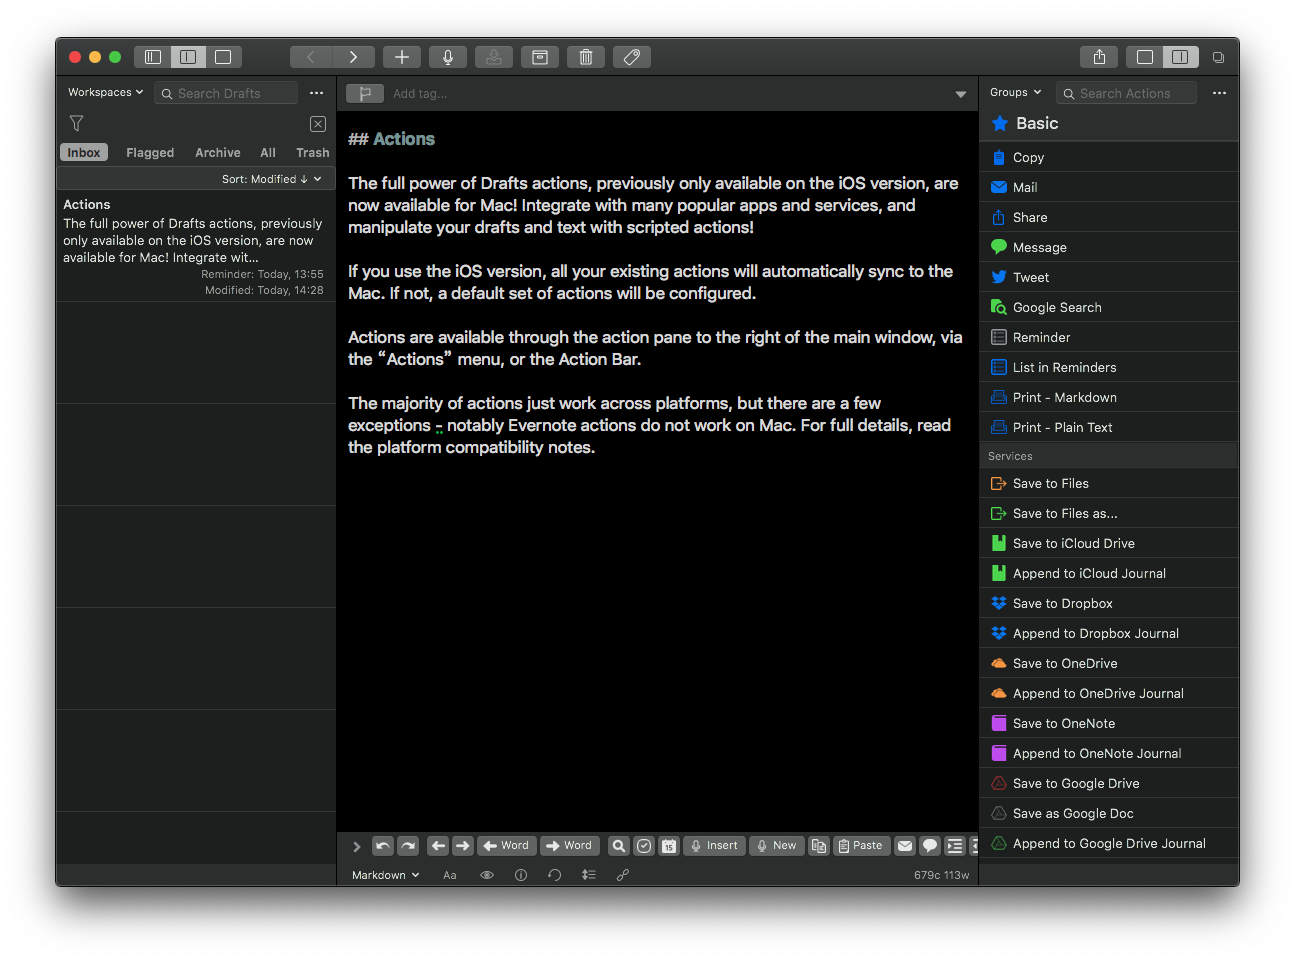 Workspaces
Search Drafts
Inbox Flagged Archive All Trash
Sort: Modified ↓
Actions
The full power of Drafts actions, previously
only available on the iOS version, are now
available for Mac! Integrate wit...
Reminder: Today, 13:55
Modified: Today, 14:28
Add tag...
## Actions
The full power of Drafts actions, previously only available on the iOS version, are
now available for Mac! Integrate with many popular apps and services, and
manipulate your drafts and text with scripted actions!
If you use the iOS version, all your existing actions will automatically sync to the
Mac. If not, a default set of actions will be configured.
Actions are available through the action pane to the right of the main window, via
the “Actions” menu, or the Action Bar.
The majority of actions just work across platforms, but there are a few
exceptions - notably Evernote actions do not work on Mac. For full details, read
the platform compatibility notes.
Word Word 15 Insert New Paste
Markdown Aa 679c 113w
Groups
Search Actions
Basic
Copy
Mail
Share
Message
Tweet
Google Search
Reminder
List in Reminders
Print - Markdown
Print - Plain Text
Services
Save to Files
Save to Files as...
Save to iCloud Drive
Append to iCloud Journal
Save to Dropbox
Append to Dropbox Journal
Save to OneDrive
Append to OneDrive Journal
Save to OneNote
Append to OneNote Journal
Save to Google Drive
Save as Google Doc
Append to Google Drive Journal